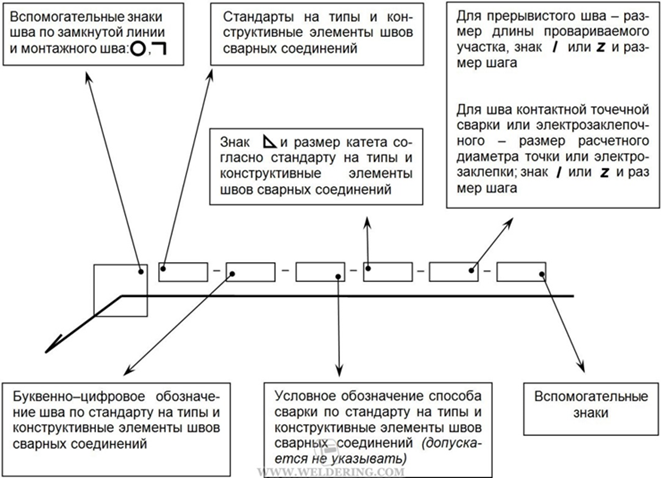 Вспомогательные знаки
шва по замкнутой линии
и монтажного шва: ,
Стандарты на типы и кон-
структивные элементы швов
сварных соединений
Для прерывистого шва – раз-
мер длины провариваемого
участка, знак / или Z и раз-
мер шага
Для шва контактной точечной
сварки или электрозаклепоч-
ного – размер расчетного
диаметра точки или электро-
заклепки; знак / или Z и раз
мер шага
Знак и размер катета со-
гласно стандарту на типы и
конструктивные элементы
швов сварных соединений
Буквенно–цифровое обозначе-
ние шва по стандарту на типы и
конструктивные элементы швов
сварных соединений
Условное обозначение способа
сварки по стандарту на типы и
конструктивные элементы швов
сварных соединений (допуска-
ется не указывать)
Вспомогательные
знаки
WWW.WELDERING.COM